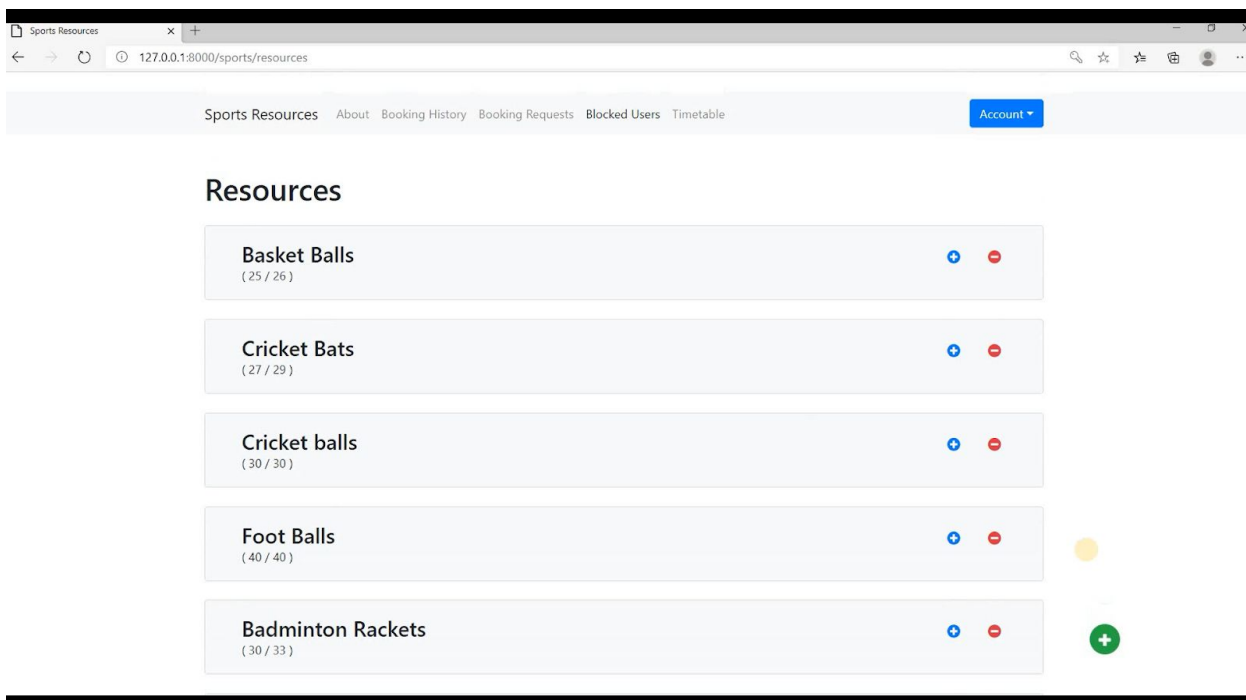 Sports Resources
127.0.0.1:8000/sports/resources
Sports Resources About Booking History Booking Requests Blocked Users Timetable Account
Resources
Basket Balls
( 25 / 26 )
Cricket Bats
( 27 / 29 )
Cricket balls
( 30 / 30 )
Foot Balls
( 40 / 40 )
Badminton Rackets
( 30 / 33 )